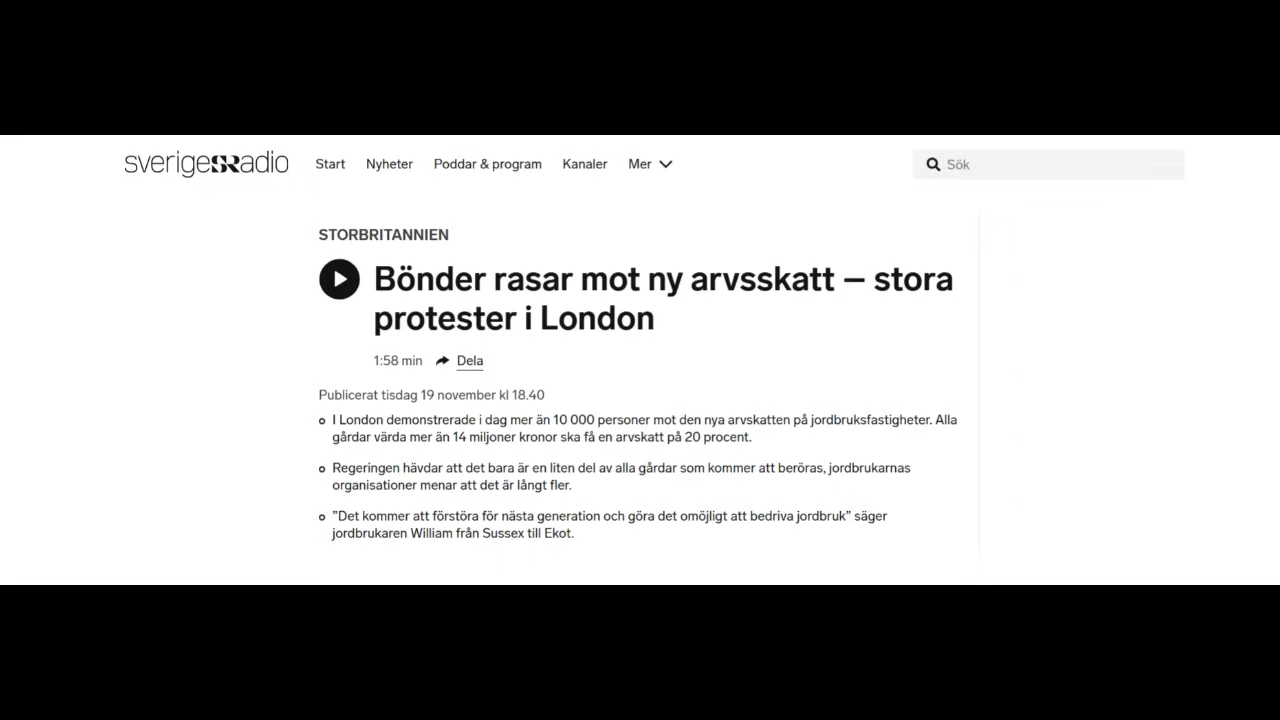 sverigesRadio
Start Nyheter Poddar & program Kanaler Mer
Sök
STORBRITANNIEN
Bönder rasar mot ny arvsskatt – stora
protester i London
1:58 min Dela
Publicerat tisdag 19 november kl 18.40
I London demonstrerade i dag mer än 10 000 personer mot den nya arvskatten på jordbruksfastigheter. Alla
gårdar värda mer än 14 miljoner kronor ska få en arvskatt på 20 procent.
Regeringen hävdar att det bara är en liten del av alla gårdar som kommer att beröras, jordbrukarnas
organisationer menar att det är långt fler.
”Det kommer att förstöra för nästa generation och göra det omöjligt att bedriva jordbruk” säger
jordbrukaren William från Sussex till Ekot.